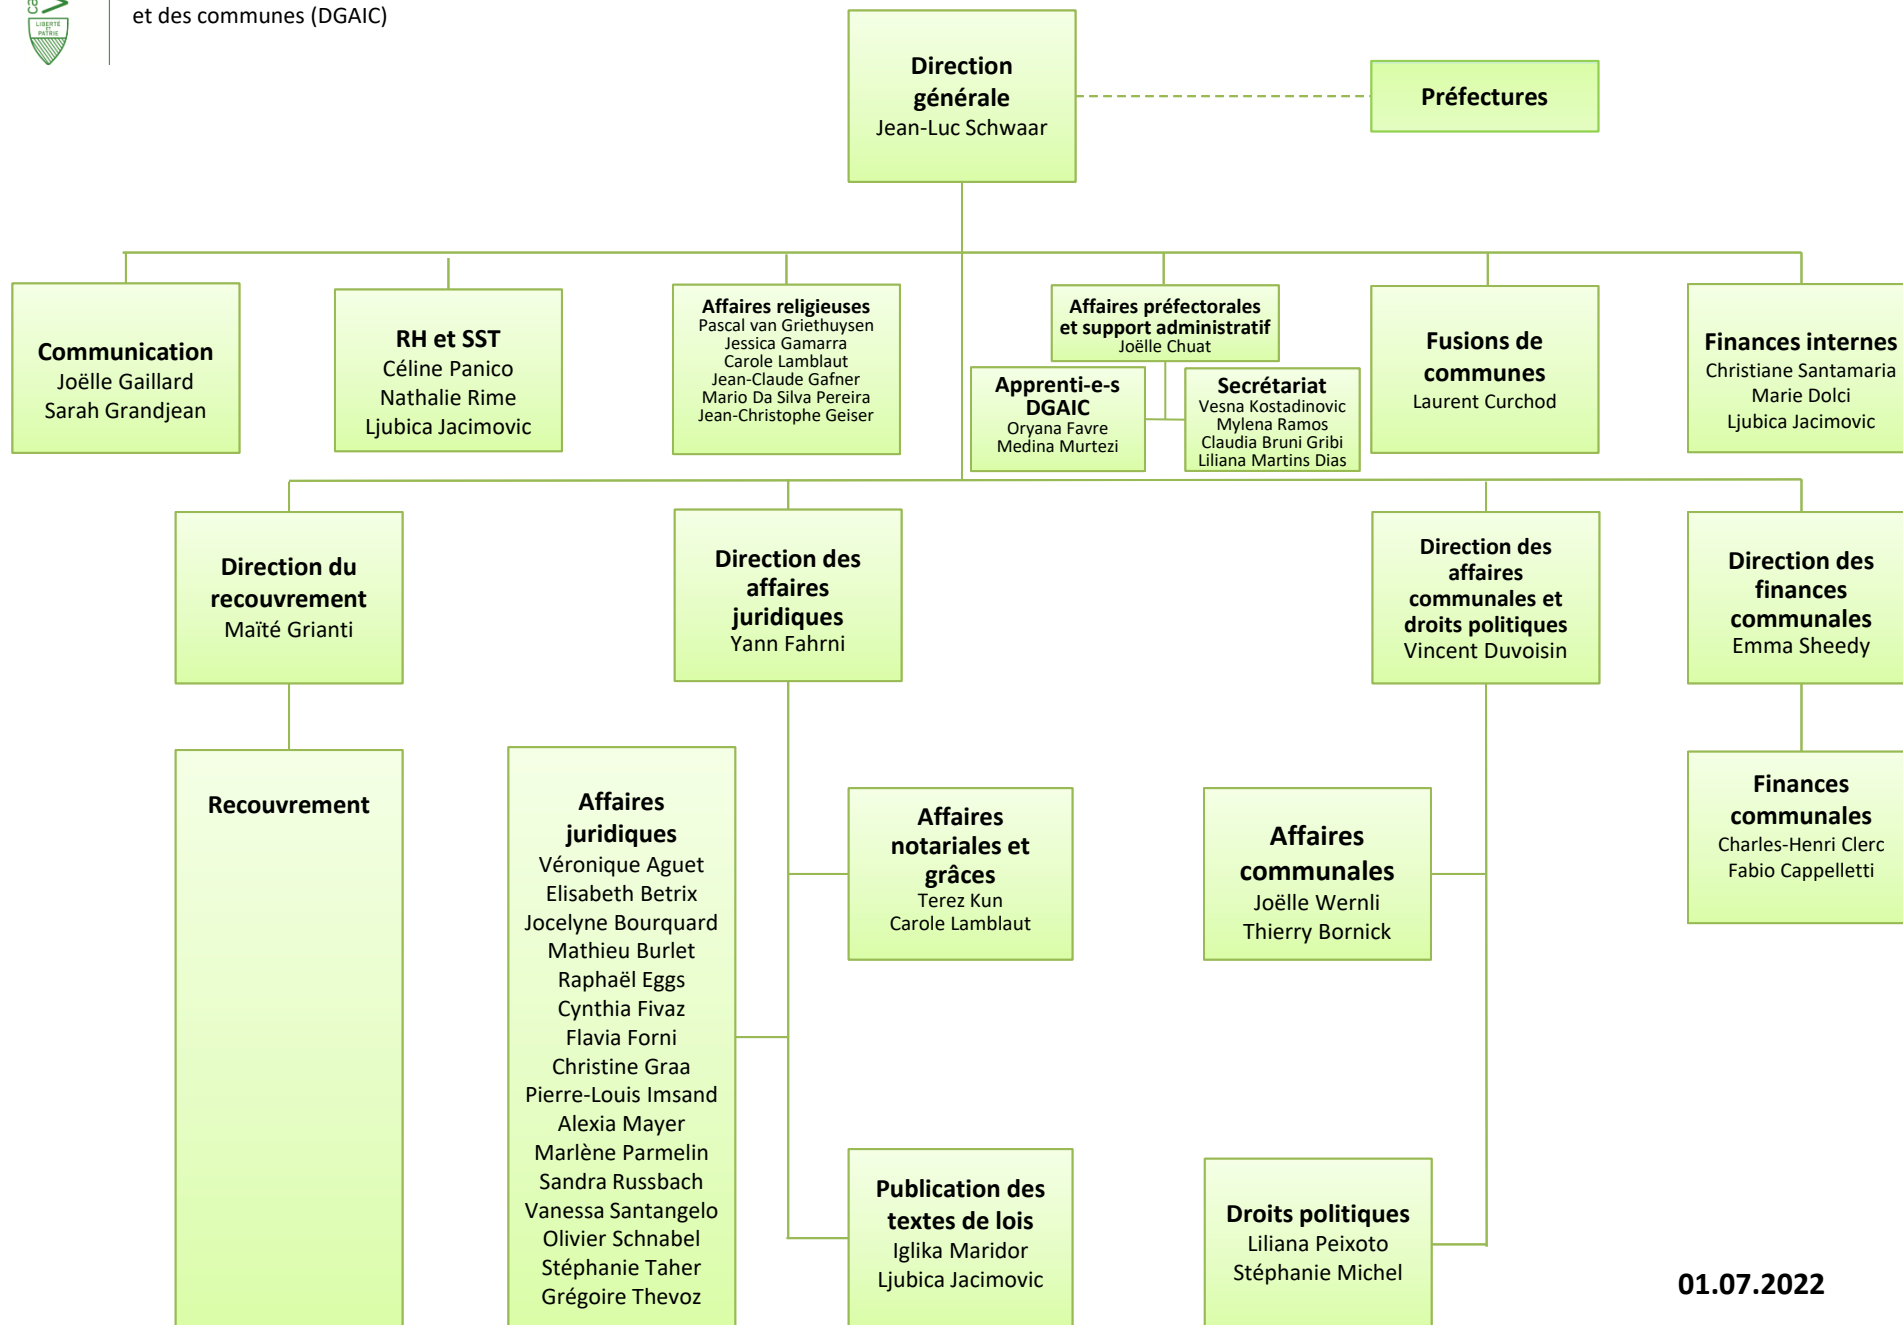 et des communes (DGAIC)
LIBERTÉ
ET
PATRIE
Direction
générale
Jean-Luc Schwaar
Préfectures
Communication
Joëlle Gaillard
Sarah Grandjean
RH et SST
Céline Panico
Nathalie Rime
Ljubica Jacimovic
Affaires religieuses
Pascal van Griethuysen
Jessica Gamarra
Carole Lamblaut
Jean-Claude Gafner
Mario Da Silva Pereira
Jean-Christophe Geiser
Affaires préfectorales
et support administratif
Joëlle Chuat
Apprenti-e-s
DGAIC
Oryana Favre
Medina Murtezi
Secrétariat
Vesna Kostadinovic
Mylena Ramos
Claudia Bruni Gribi
Liliana Martins Dias
Fusions de
communes
Laurent Curchod
Finances internes
Christiane Santamaria
Marie Dolci
Ljubica Jacimovic
Direction du
recouvrement
Maïté Grianti
Direction des
affaires
juridiques
Yann Fahrni
Direction des
affaires
communales et
droits politiques
Vincent Duvoisin
Direction des
finances
communales
Emma Sheedy
Recouvrement
Affaires
juridiques
Véronique Aguet
Elisabeth Betrix
Jocelyne Bourquard
Mathieu Burlet
Raphaël Eggs
Cynthia Fivaz
Flavia Forni
Christine Graa
Pierre-Louis Imsand
Alexia Mayer
Marlène Parmelin
Sandra Russbach
Vanessa Santangelo
Olivier Schnabel
Stéphanie Taher
Grégoire Thevoz
Affaires
notariales et
grâces
Terez Kun
Carole Lamblaut
Publication des
textes de lois
Iglika Maridor
Ljubica Jacimovic
Affaires
communales
Joëlle Wernli
Thierry Bornick
Droits politiques
Liliana Peixoto
Stéphanie Michel
Finances
communales
Charles-Henri Clerc
Fabio Cappelletti
01.07.2022